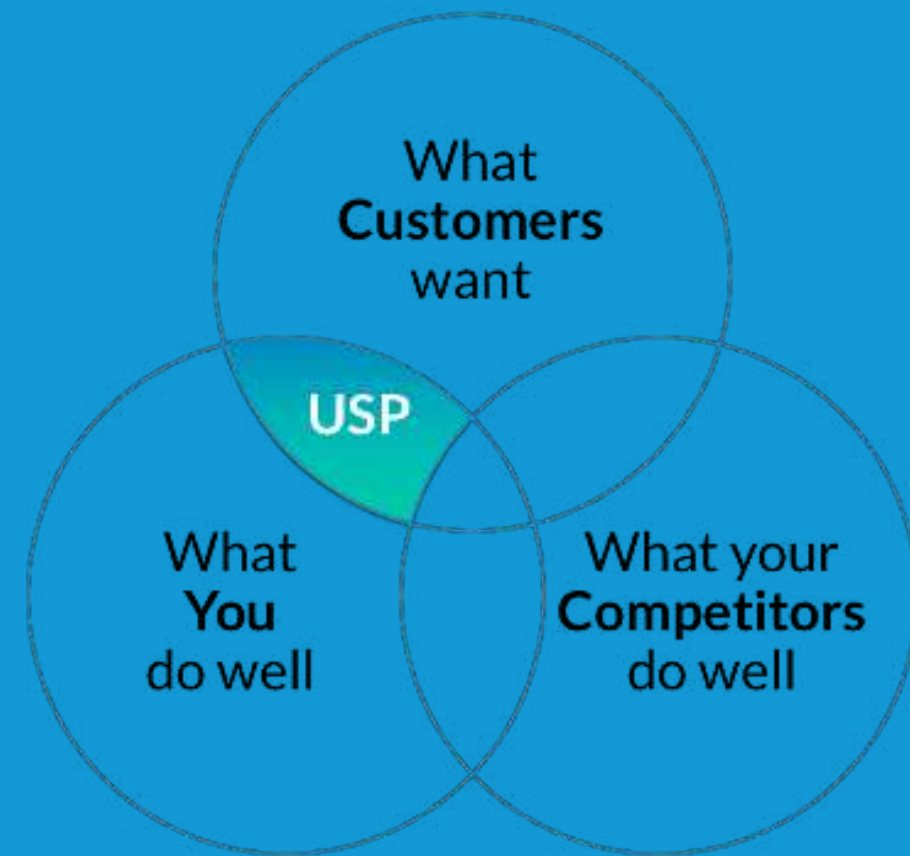 What
Customers
want
USP
What
You
do well
What your
Competitors
do well